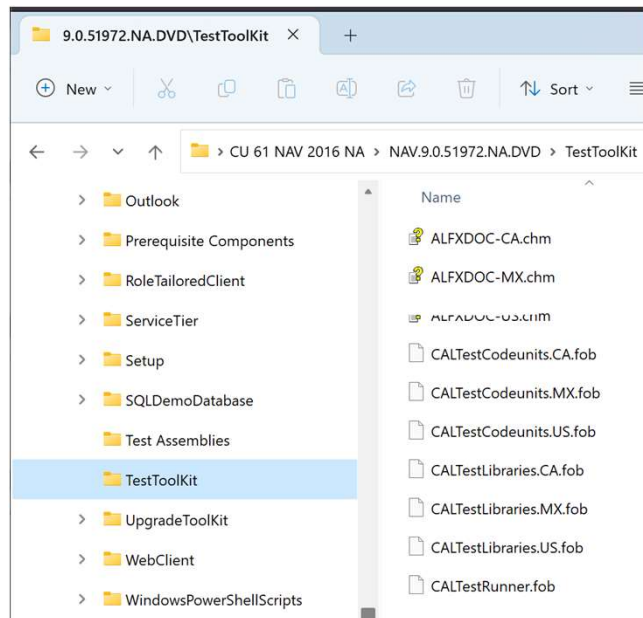 9.0.51972.NA.DVD\TestToolKit
New
Sort
CU 61 NAV 2016 NA > NAV.9.0.51972.NA.DVD > TestToolKit
Outlook
Prerequisite Components
RoleTailoredClient
ServiceTier
Setup
SQLDemoDatabase
Test Assemblies
TestToolKit
UpgradeToolKit
WebClient
WindowsPowerShellScripts
Name
ALFXDOC-CA.chm
ALFXDOC-MX.chm
ALFXDOC-US.chm
CALTestCodeunits.CA.fob
CALTestCodeunits.MX.fob
CALTestCodeunits.US.fob
CALTestLibraries.CA.fob
CALTestLibraries.MX.fob
CALTestLibraries.US.fob
CALTestRunner.fob